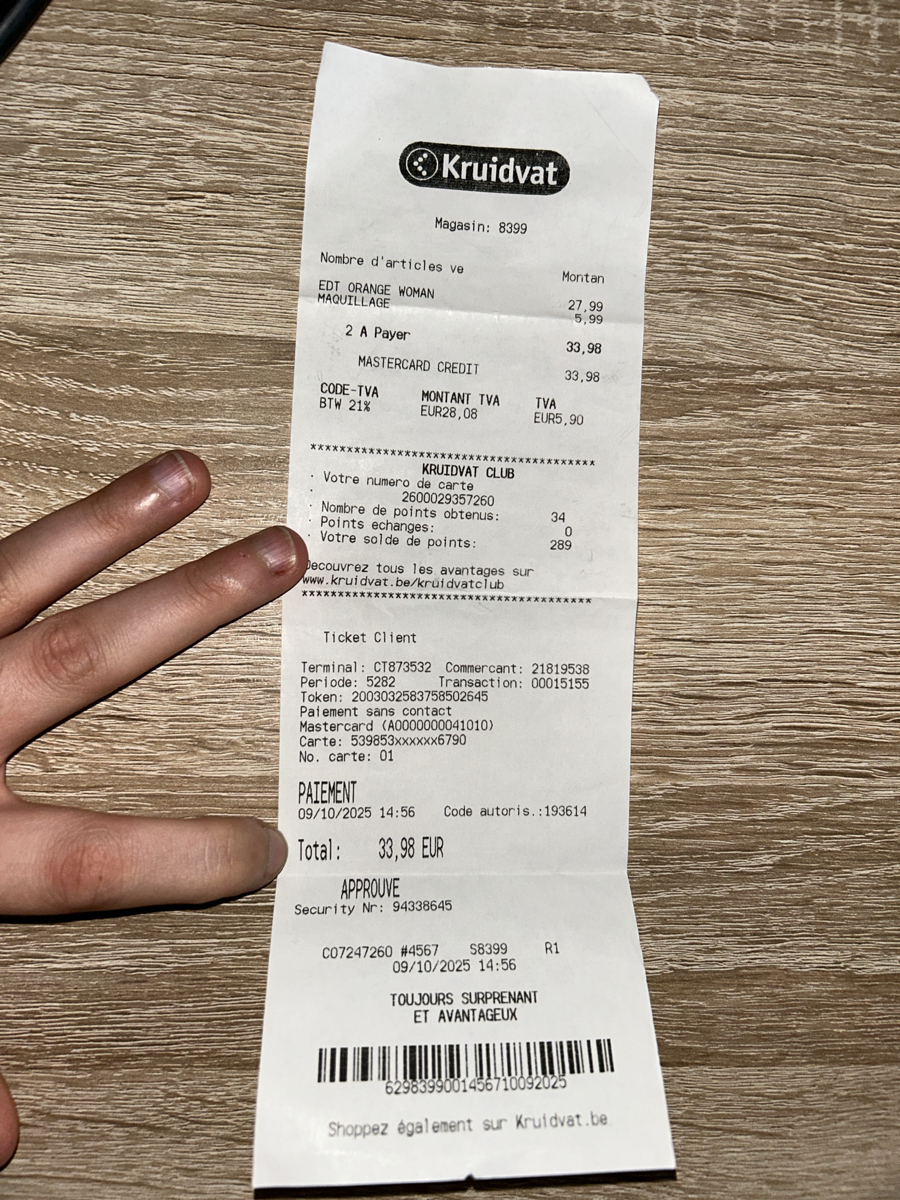 Kruidvat
Magasin: 8399
Nombre d'articles ve Montan
EDT ORANGE WOMAN 27,99
MAQUILLAGE 5,99
2 A Payer 33,98
MASTERCARD CREDIT 33,98
CODE-TVA MONTANT TVA TVA
BTW 21% EUR28,08 EUR5,90
****************************************
KRUIDVAT CLUB
· Votre numero de carte
· 2600029357260
· Nombre de points obtenus: 34
· Points echanges: 0
· Votre solde de points: 289
Decouvrez tous les avantages sur
www.kruidvat.be/kruidvatclub
****************************************
Ticket Client
Terminal: CT873532 Commercant: 21819538
Periode: 5282 Transaction: 00015155
Token: 2003032583758502645
Paiement sans contact
Mastercard (A0000000041010)
Carte: 539853xxxxxx6790
No. carte: 01
PAIEMENT
09/10/2025 14:56 Code autoris.:193614
Total: 33,98 EUR
APPROUVE
Security Nr: 94338645
C07247260 #4567 S8399 R1
09/10/2025 14:56
TOUJOURS SURPRENANT
ET AVANTAGEUX
6298399001456710092025
Shoppez également sur Kruidvat.be